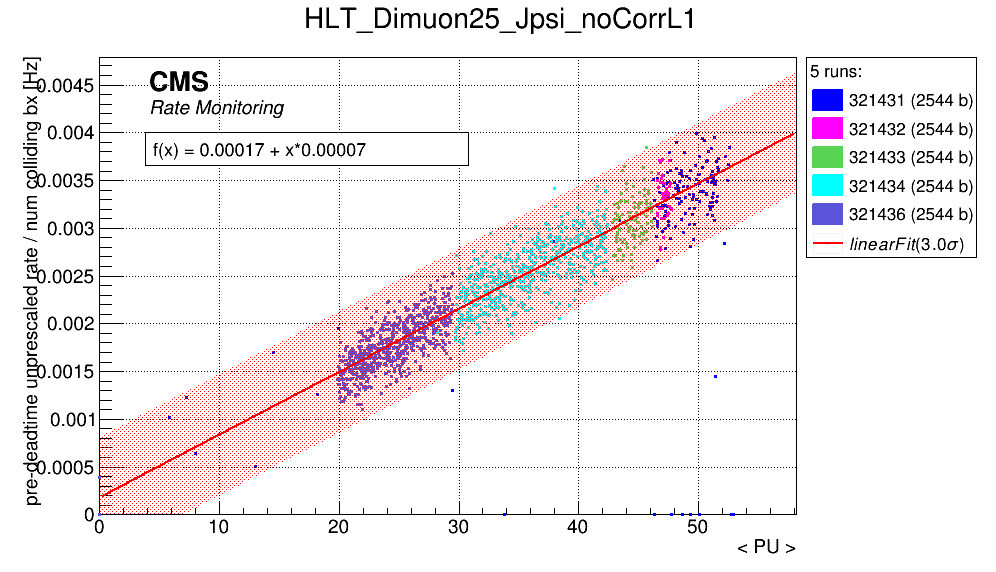 HLT_Dimuon25_Jpsi_noCorrL1
pre-deadtime unprescaled rate / num colliding bx [Hz]
CMS
Rate Monitoring
f(x) = 0.00017 + x*0.00007
0.0045
0.004
0.0035
0.003
0.0025
0.002
0.0015
0.001
0.0005
0
0 10 20 30 40 50
< PU >
5 runs:
321431 (2544 b)
321432 (2544 b)
321433 (2544 b)
321434 (2544 b)
321436 (2544 b)
linearFit(3.0σ)